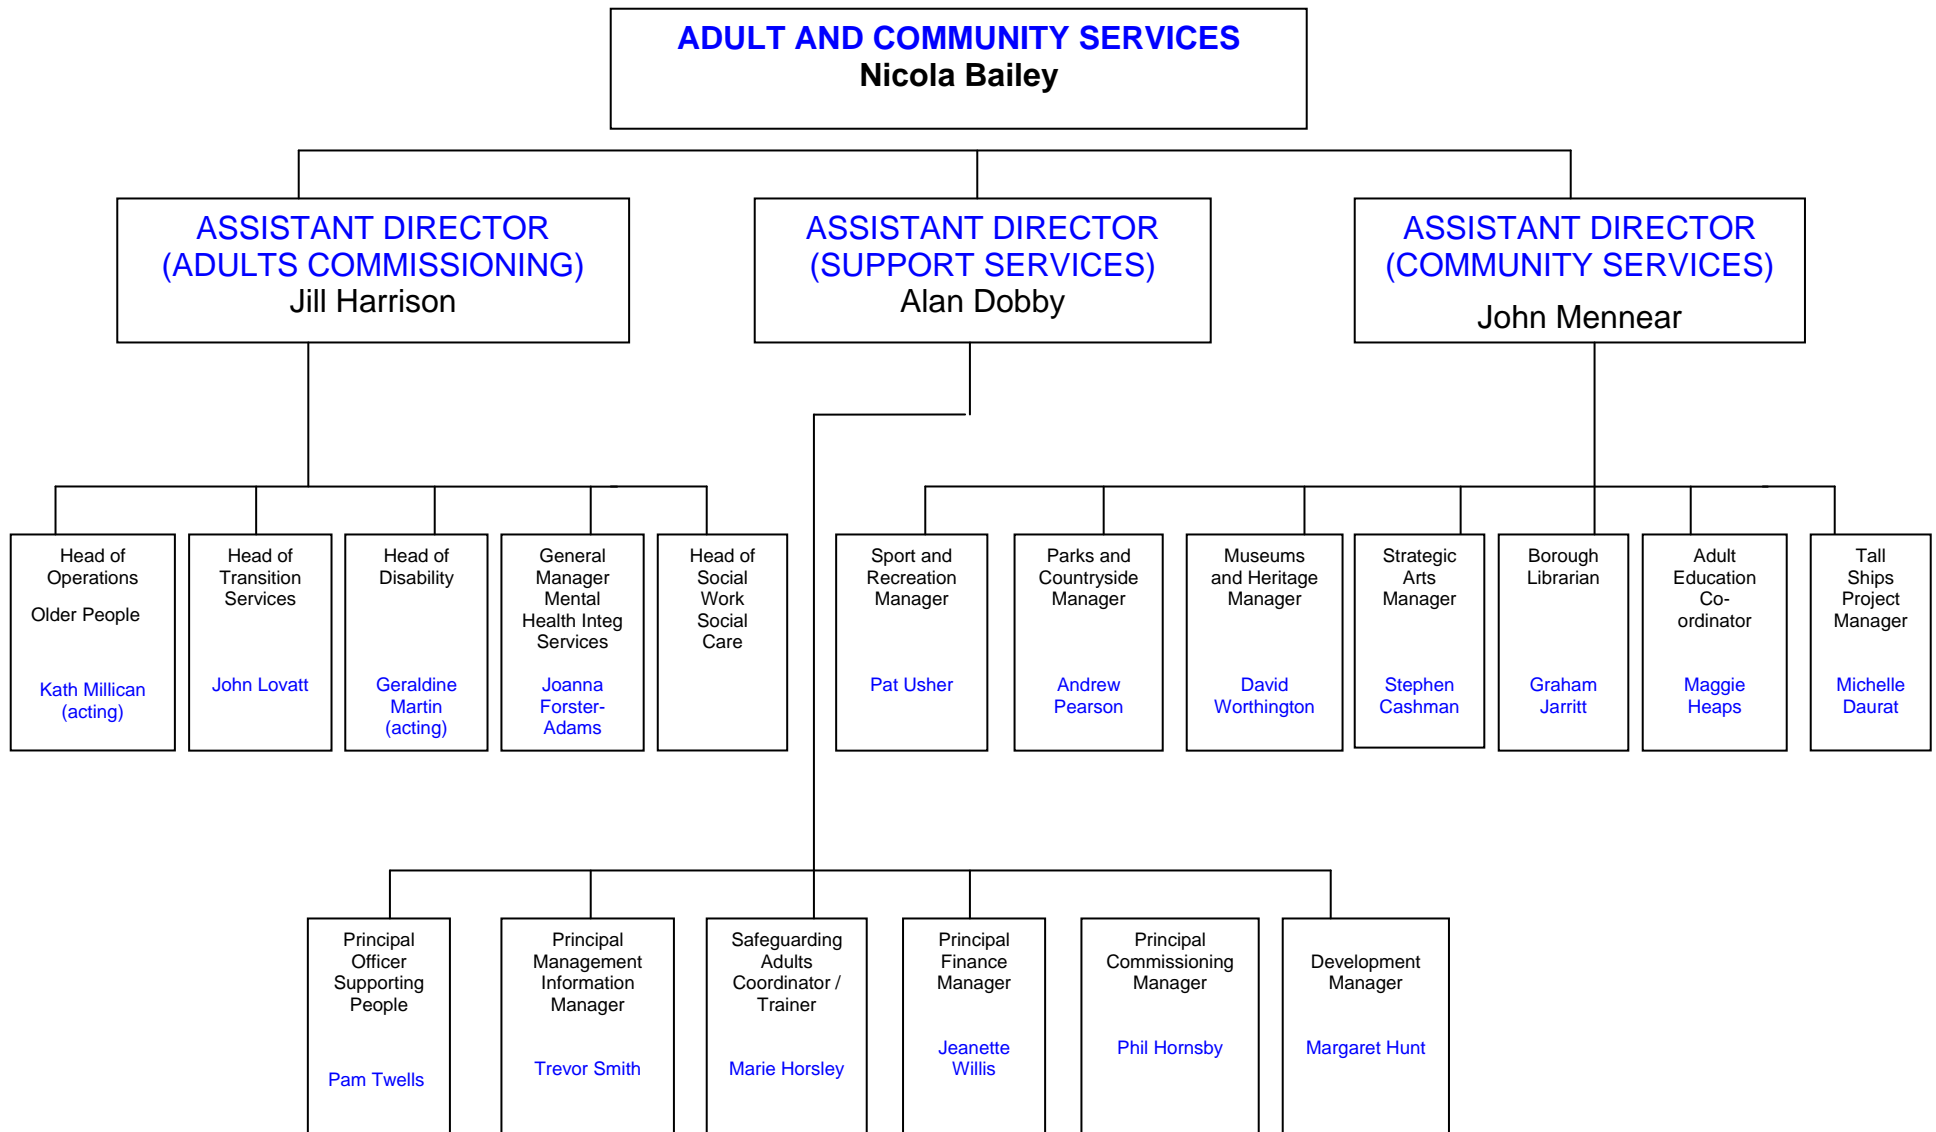 ADULT AND COMMUNITY SERVICES
Nicola Bailey
ASSISTANT DIRECTOR
(ADULTS COMMISSIONING)
Jill Harrison
ASSISTANT DIRECTOR
(SUPPORT SERVICES)
Alan Dobby
ASSISTANT DIRECTOR
(COMMUNITY SERVICES)
John Mennear
Head of
Operations
Older People
Kath Millican
(acting)
Head of
Transition
Services
John Lovatt
Head of
Disability
Geraldine
Martin
(acting)
General
Manager
Mental
Health Integ
Services
Joanna
Forster-
Adams
Head of
Social
Work
Social
Care
Sport and
Recreation
Manager
Pat Usher
Parks and
Countryside
Manager
Andrew
Pearson
Museums
and Heritage
Manager
David
Worthington
Strategic
Arts
Manager
Stephen
Cashman
Borough
Librarian
Graham
Jarritt
Adult
Education
Co-
ordinator
Maggie
Heaps
Tall
Ships
Project
Manager
Michelle
Daurat
Principal
Officer
Supporting
People
Pam Twells
Principal
Management
Information
Manager
Trevor Smith
Safeguarding
Adults
Coordinator /
Trainer
Marie Horsley
Principal
Finance
Manager
Jeanette
Willis
Principal
Commissioning
Manager
Phil Hornsby
Development
Manager
Margaret Hunt